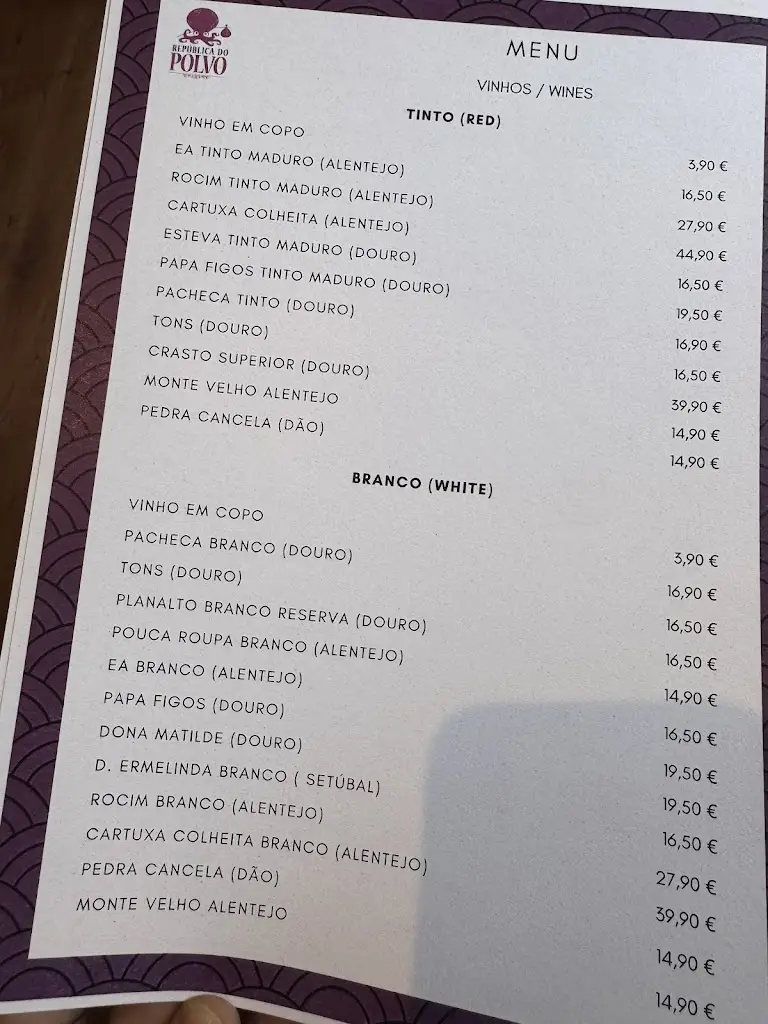 REPÚBLICA DO
POLVO
MENU
VINHOS / WINES
TINTO (RED)
VINHO EM COPO 3,90 €
EA TINTO MADURO (ALENTEJO) 16,50 €
ROCIM TINTO MADURO (ALENTEJO) 27,90 €
CARTUXA COLHEITA (ALENTEJO) 44,90 €
ESTEVA TINTO MADURO (DOURO) 16,50 €
PAPA FIGOS TINTO MADURO (DOURO) 19,50 €
PACHECA TINTO (DOURO) 16,90 €
TONS (DOURO) 16,50 €
CRASTO SUPERIOR (DOURO) 39,90 €
MONTE VELHO ALENTEJO 14,90 €
PEDRA CANCELA (DÃO) 14,90 €
BRANCO (WHITE)
VINHO EM COPO 3,90 €
PACHECA BRANCO (DOURO) 16,90 €
TONS (DOURO) 16,50 €
PLANALTO BRANCO RESERVA (DOURO) 16,50 €
POUCA ROUPA BRANCO (ALENTEJO) 14,90 €
EA BRANCO (ALENTEJO) 16,50 €
PAPA FIGOS (DOURO) 19,50 €
DONA MATILDE (DOURO) 19,50 €
D. ERMELINDA BRANCO ( SETÚBAL) 16,50 €
ROCIM BRANCO (ALENTEJO) 27,90 €
CARTUXA COLHEITA BRANCO (ALENTEJO) 39,90 €
PEDRA CANCELA (DÃO) 14,90 €
MONTE VELHO ALENTEJO 14,90 €